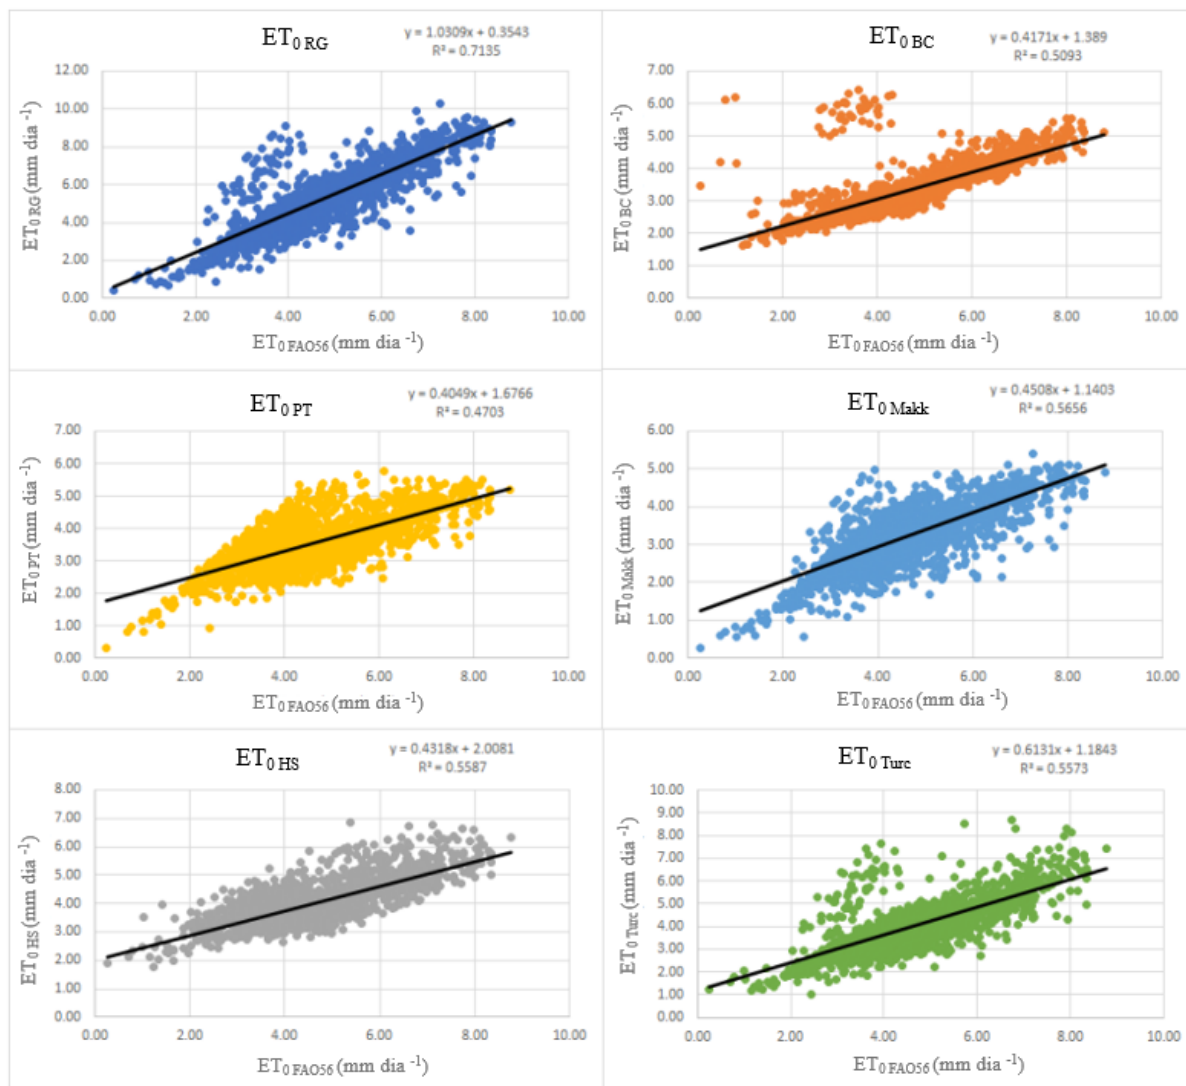 ET0 RG
y = 1.0309x + 0.3543
R² = 0.7135
ET0 RG (mm dia -1)
12.00
10.00
8.00
6.00
4.00
2.00
0.00
0.00 2.00 4.00 6.00 8.00 10.00
ET0 FAO56 (mm dia -1)
ET0 BC
y = 0.4171x + 1.389
R² = 0.5093
ET0 BC (mm dia -1)
7.00
6.00
5.00
4.00
3.00
2.00
1.00
0.00
0.00 2.00 4.00 6.00 8.00 10.00
ET0 FAO56 (mm dia -1)
ET0 PT
y = 0.4049x + 1.6766
R² = 0.4703
ET0 PT (mm dia -1)
7.00
6.00
5.00
4.00
3.00
2.00
1.00
0.00
0.00 2.00 4.00 6.00 8.00 10.00
ET0 FAO56 (mm dia -1)
ET0 Makk
y = 0.4508x + 1.1403
R² = 0.5656
ET0 Makk (mm dia -1)
6.00
5.00
4.00
3.00
2.00
1.00
0.00
0.00 2.00 4.00 6.00 8.00 10.00
ET0 FAO56 (mm dia -1)
ET0 HS
y = 0.4318x + 2.0081
R² = 0.5587
ET0 HS (mm dia -1)
8.00
7.00
6.00
5.00
4.00
3.00
2.00
1.00
0.00
0.00 2.00 4.00 6.00 8.00 10.00
ET0 FAO56 (mm dia -1)
ET0 Turc
y = 0.6131x + 1.1843
R² = 0.5573
ET0 Turc (mm dia -1)
10.00
9.00
8.00
7.00
6.00
5.00
4.00
3.00
2.00
1.00
0.00
0.00 2.00 4.00 6.00 8.00 10.00
ET0 FAO56 (mm dia -1)